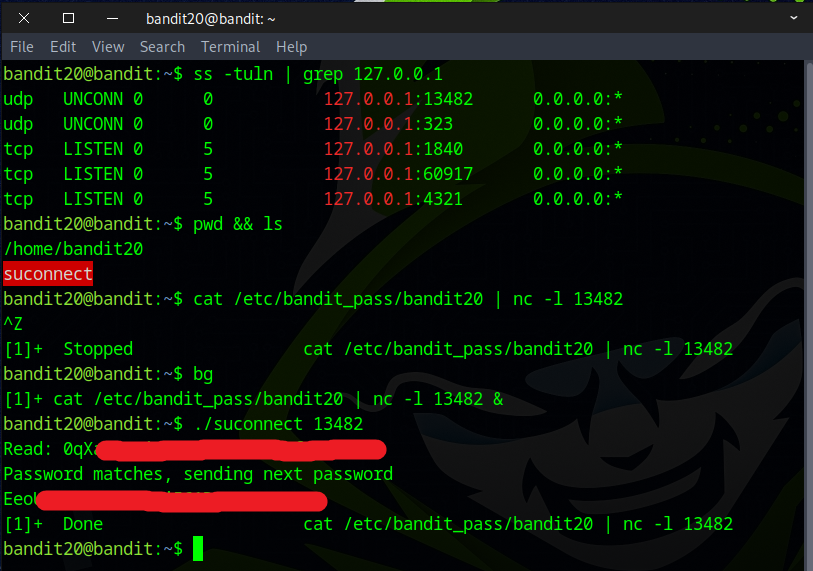 bandit20@bandit: ~
File Edit View Search Terminal Help
bandit20@bandit:~$ ss -tuln | grep 127.0.0.1
udp UNCONN 0 0 127.0.0.1:13482 0.0.0.0:*
udp UNCONN 0 0 127.0.0.1:323 0.0.0.0:*
tcp LISTEN 0 5 127.0.0.1:1840 0.0.0.0:*
tcp LISTEN 0 5 127.0.0.1:60917 0.0.0.0:*
tcp LISTEN 0 5 127.0.0.1:4321 0.0.0.0:*
bandit20@bandit:~$ pwd && ls
/home/bandit20
suconnect
bandit20@bandit:~$ cat /etc/bandit_pass/bandit20 | nc -l 13482
^Z
[1]+ Stopped cat /etc/bandit_pass/bandit20 | nc -l 13482
bandit20@bandit:~$ bg
[1]+ cat /etc/bandit_pass/bandit20 | nc -l 13482 &
bandit20@bandit:~$ ./suconnect 13482
Read:
Password matches, sending next password
[1]+ Done cat /etc/bandit_pass/bandit20 | nc -l 13482
bandit20@bandit:~$